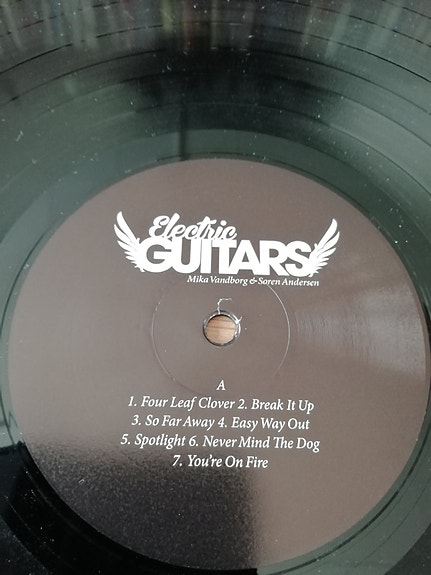 Electric
GUITARS
Mika Vandborg & Søren Andersen
A
1. Four Leaf Clover 2. Break It Up
3. So Far Away 4. Easy Way Out
5. Spotlight 6. Never Mind The Dog
7. You're On Fire